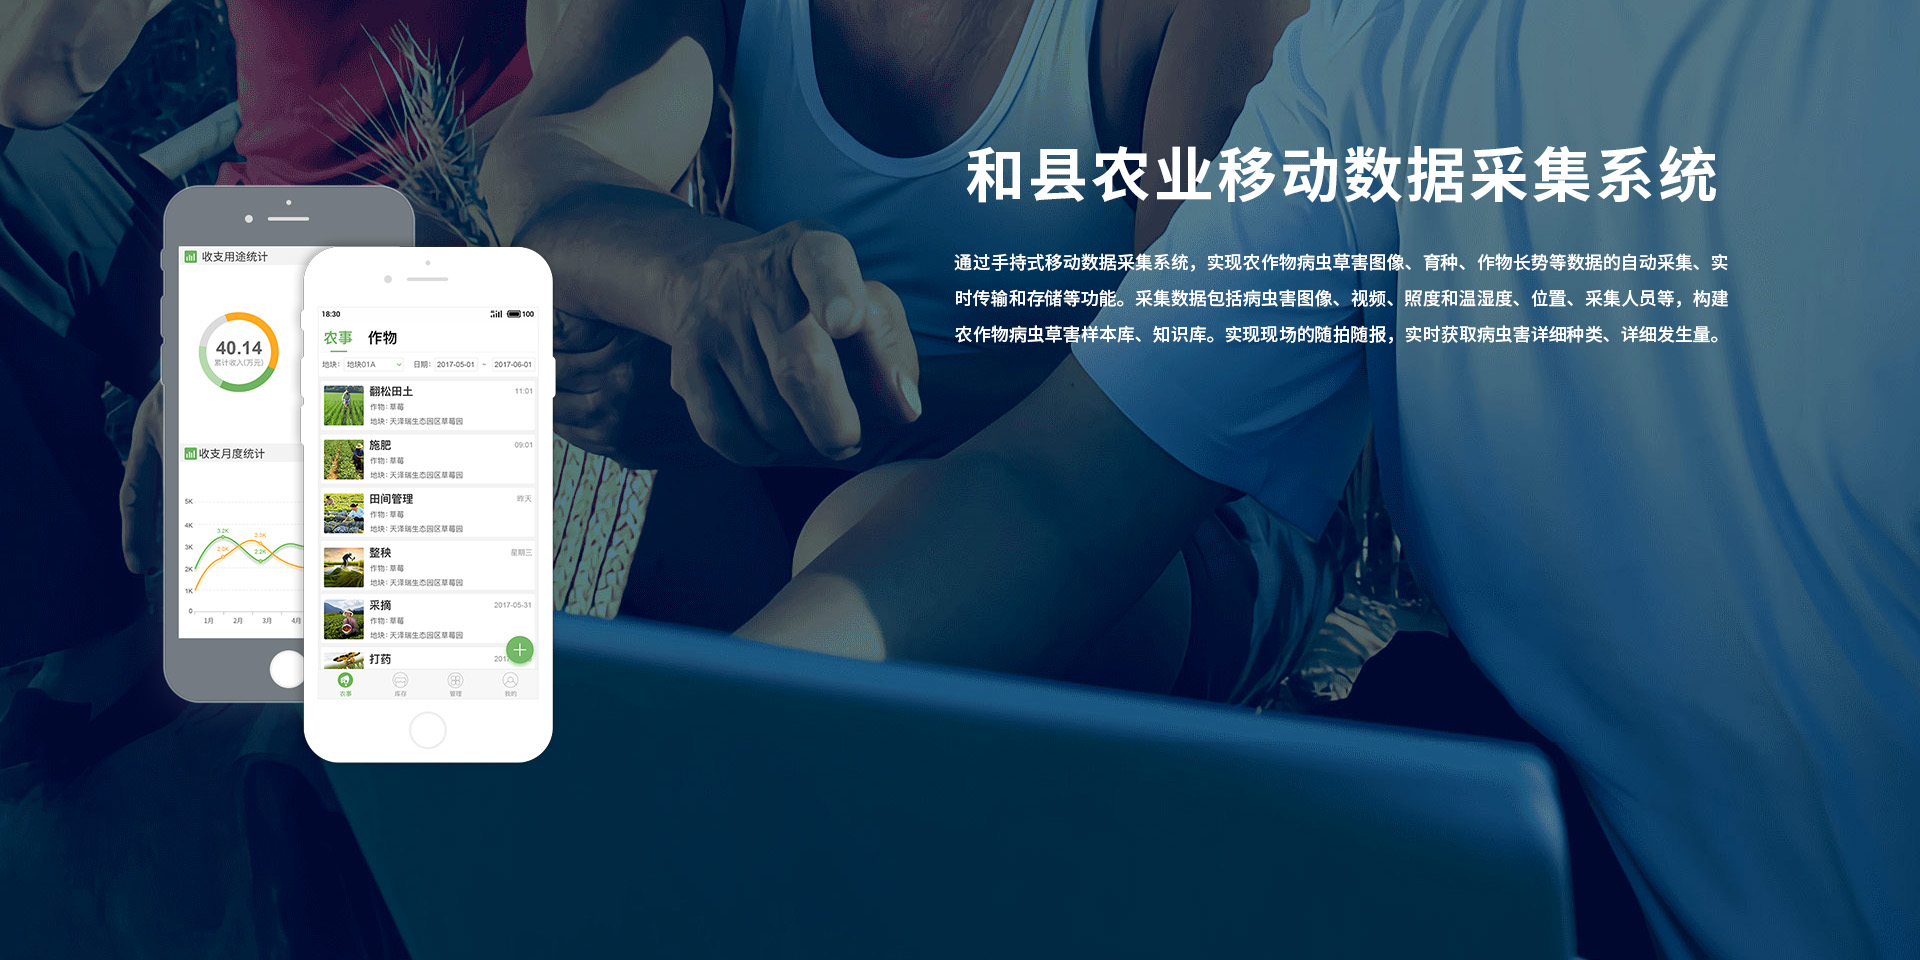 和县农业移动数据采集系统
通过手持式移动数据采集系统，实现农作物病虫草害图像、育种、作物长势等数据的自动采集、实
时传输和存储等功能。采集数据包括病虫害图像、视频、照度和温湿度、位置、采集人员等，构建
农作物病虫草害样本库、知识库。实现现场的随拍随报，实时获取病虫害详细种类、详细发生量。
收支用途统计
40.14
累计收入(万元)
收支月度统计
5K
4K
3K
2K
1K
0
3.2K
2.0K
2.3K
2.2K
1月 2月 3月 4月
18:30 100
农事 作物
地块: 地块01A 日期: 2017-05-01 ~ 2017-06-01
翻松田土 11:01
作物: 草莓
地块: 天泽瑞生态园区草莓园
施肥 09:01
作物: 草莓
地块: 天泽瑞生态园区草莓园
田间管理 昨天
作物: 草莓
地块: 天泽瑞生态园区草莓园
整秧 星期三
作物: 草莓
地块: 天泽瑞生态园区草莓园
采摘 2017-05-31
作物: 草莓
地块: 天泽瑞生态园区草莓园
打药 201
农事 库存 管理 我的